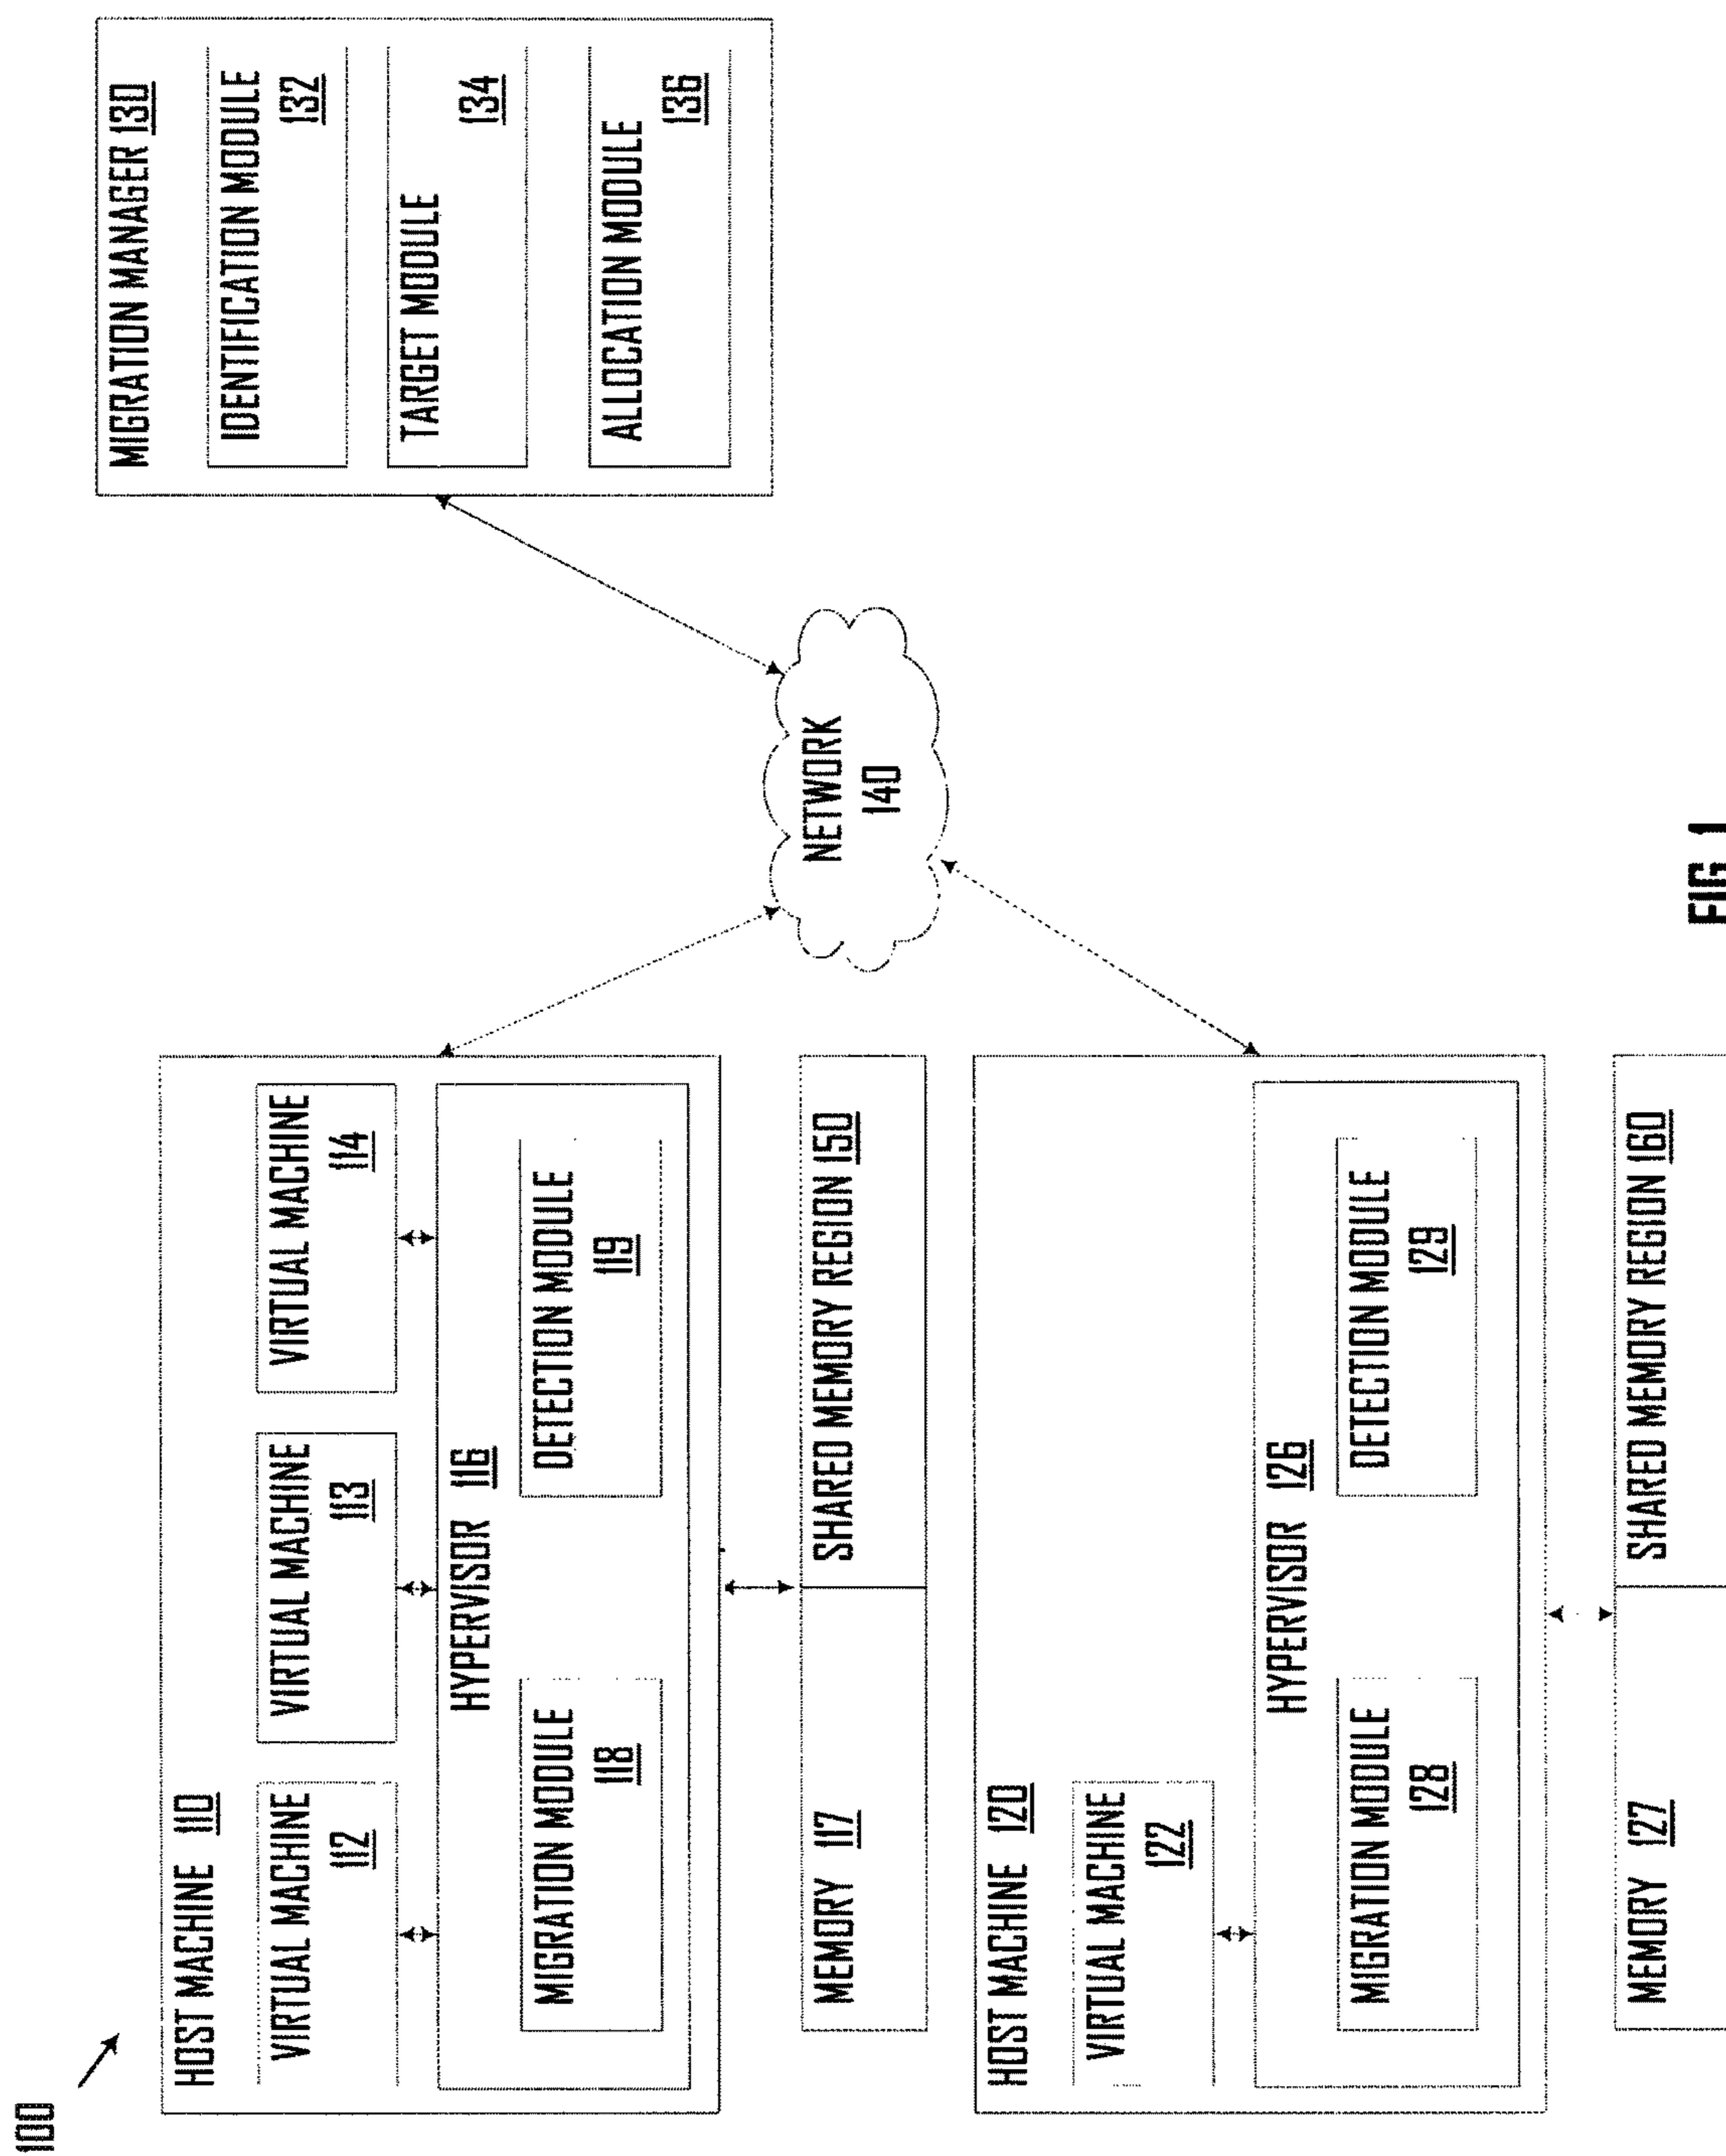 100
HOST MACHINE 110
VIRTUAL MACHINE
112
VIRTUAL MACHINE
113
VIRTUAL MACHINE
114
HYPERVISOR 116
MIGRATION MODULE
118
DETECTION MODULE
119
MEMORY 117
SHARED MEMORY REGION 150
HOST MACHINE 120
VIRTUAL MACHINE
122
HYPERVISOR 126
MIGRATION MODULE
128
DETECTION MODULE
129
MEMORY 127
SHARED MEMORY REGION 160
NETWORK
140
MIGRATION MANAGER 130
IDENTIFICATION MODULE
132
TARGET MODULE
134
ALLOCATION MODULE
136
FIG. 1